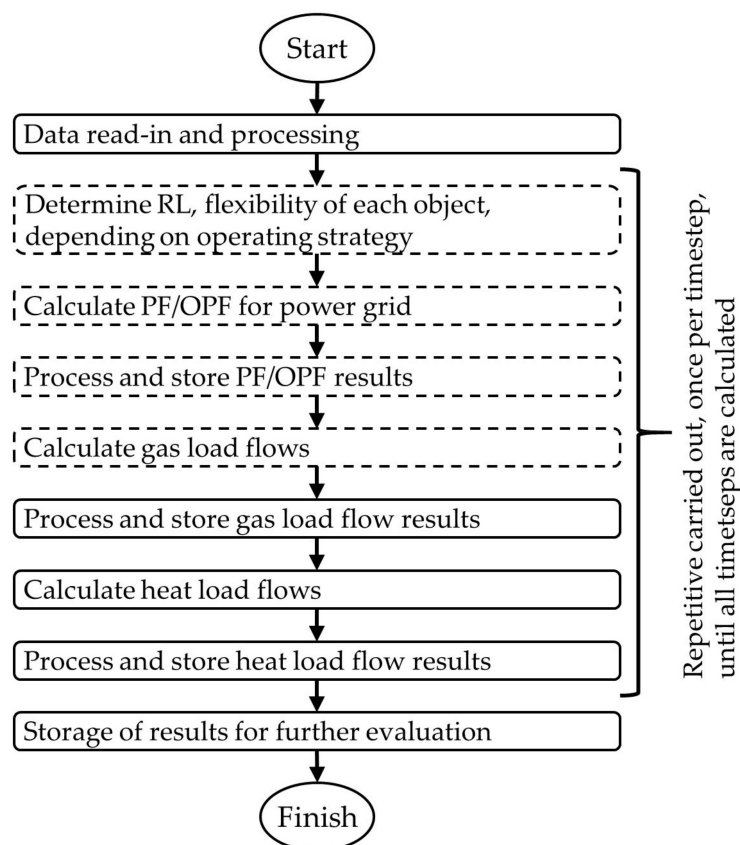 Start
Data read-in and processing
Determine RL, flexibility of each object,
depending on operating strategy
Calculate PF/OPF for power grid
Process and store PF/OPF results
Calculate gas load flows
Process and store gas load flow results
Calculate heat load flows
Process and store heat load flow results
Storage of results for further evaluation
Finish
Repetitive carried out, once per timestep,
until all timetseps are calculated